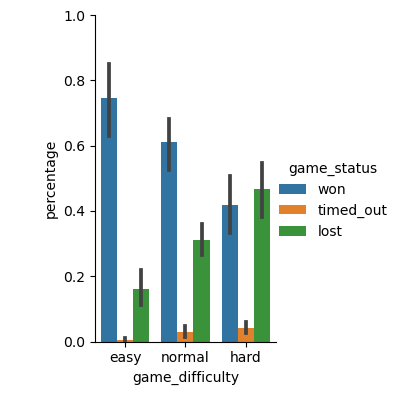 1.0
0.8
0.6
0.4
0.2
0.0
percentage
easy normal hard
game_difficulty
game_status
won
timed_out
lost